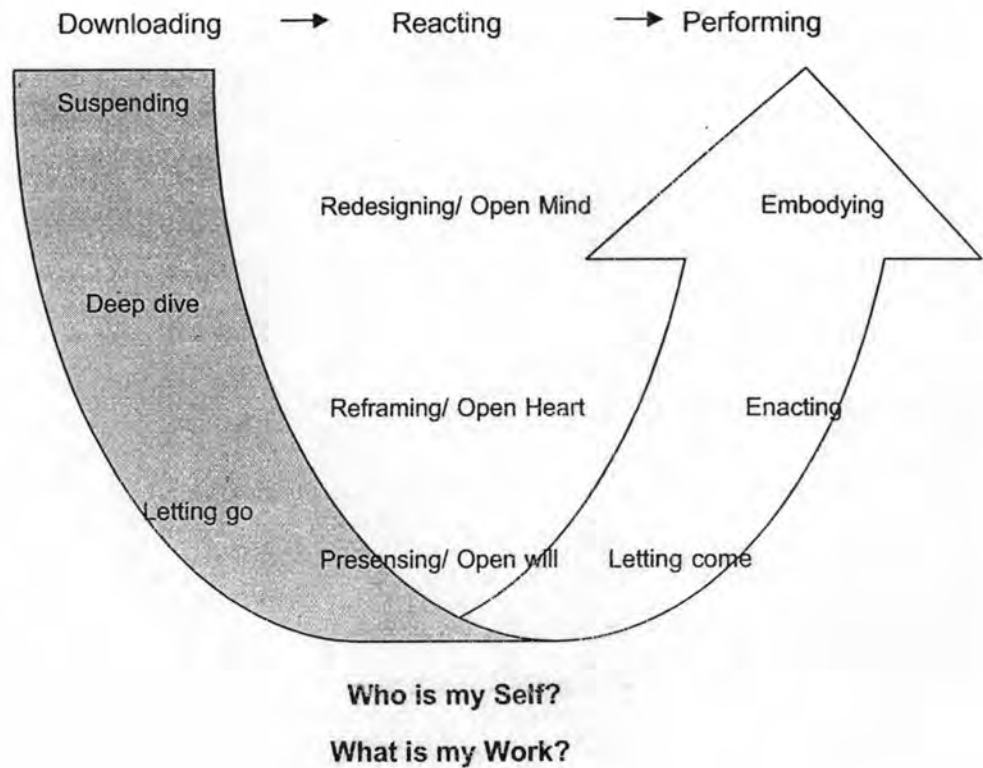 Downloading → Reacting → Performing
Suspending
Redesigning/ Open Mind Embodying
Deep dive
Reframing/ Open Heart Enacting
Letting go
Presensing/ Open will Letting come
Who is my Self?
What is my Work?